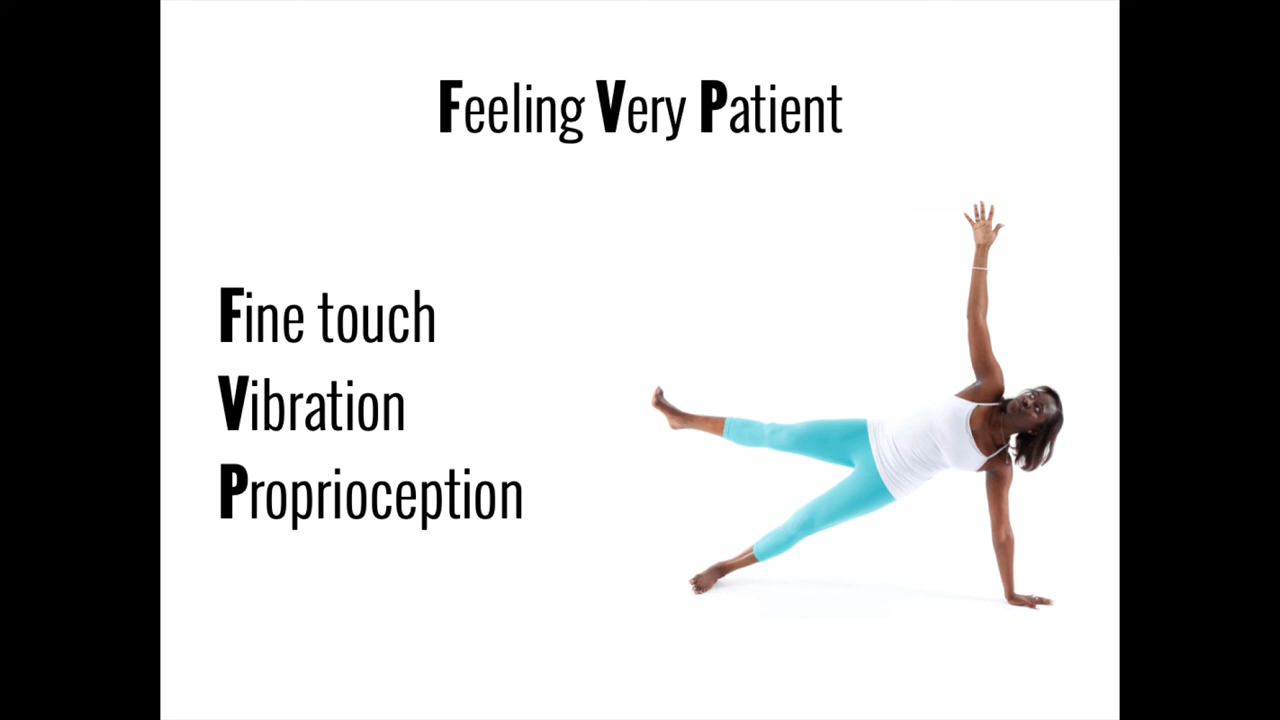 Feeling Very Patient
Fine touch
Vibration
Proprioception